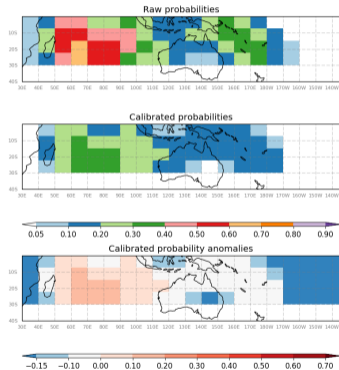 Raw probabilities
10S
20S
30S
40S
30E 40E 50E 60E 70E 80E 90E 100E 110E 120E 130E 140E 150E 160E 170E 180E 170W 160W 150W 140W
Calibrated probabilities
10S
20S
30S
40S
30E 40E 50E 60E 70E 80E 90E 100E 110E 120E 130E 140E 150E 160E 170E 180E 170W 160W 150W 140W
0.05 0.10 0.20 0.30 0.40 0.50 0.60 0.70 0.80 0.90
Calibrated probability anomalies
10S
20S
30S
40S
30E 40E 50E 60E 70E 80E 90E 100E 110E 120E 130E 140E 150E 160E 170E 180E 170W 160W 150W 140W
−0.15 −0.10 0.00 0.10 0.20 0.30 0.40 0.50 0.60 0.70